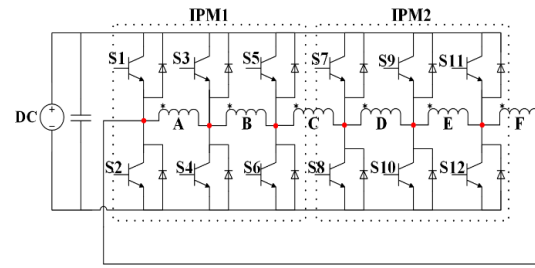 IPM1 IPM2
S1 S3 S5 S7 S9 S11
DC + − * A * B * C * D * E * F
S2 S4 S6 S8 S10 S12